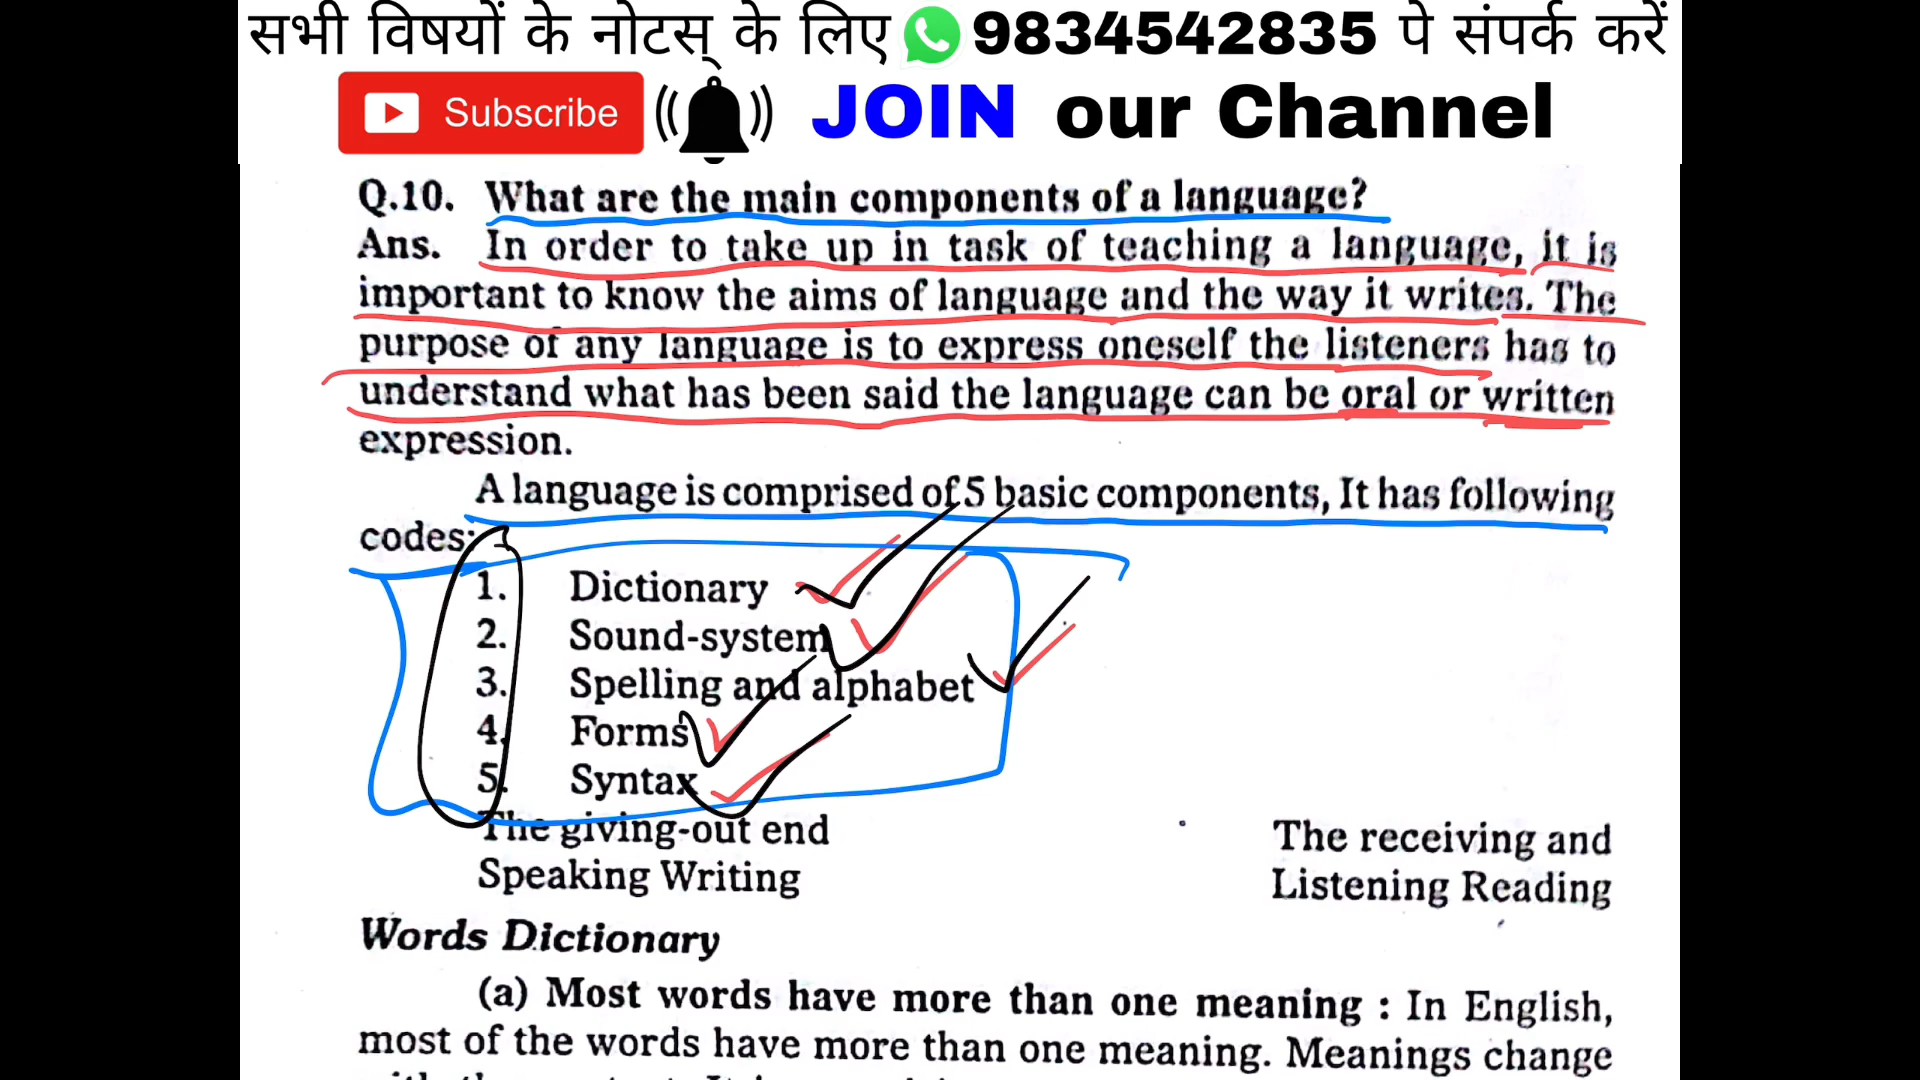 सभी विषयों के नोटस् के लिए 9834542835 पे संपर्क करें
Subscribe JOIN our Channel
Q.10. What are the main components of a language?
Ans. In order to take up in task of teaching a language, it is
important to know the aims of language and the way it writes. The
purpose of any language is to express oneself the listeners has to
understand what has been said the language can be oral or written
expression.
A language is comprised of 5 basic components, It has following
codes:
1. Dictionary
2. Sound-system
3. Spelling and alphabet
4. Forms
5. Syntax
The giving-out end The receiving and
Speaking Writing Listening Reading
Words Dictionary
(a) Most words have more than one meaning : In English,
most of the words have more than one meaning. Meanings change